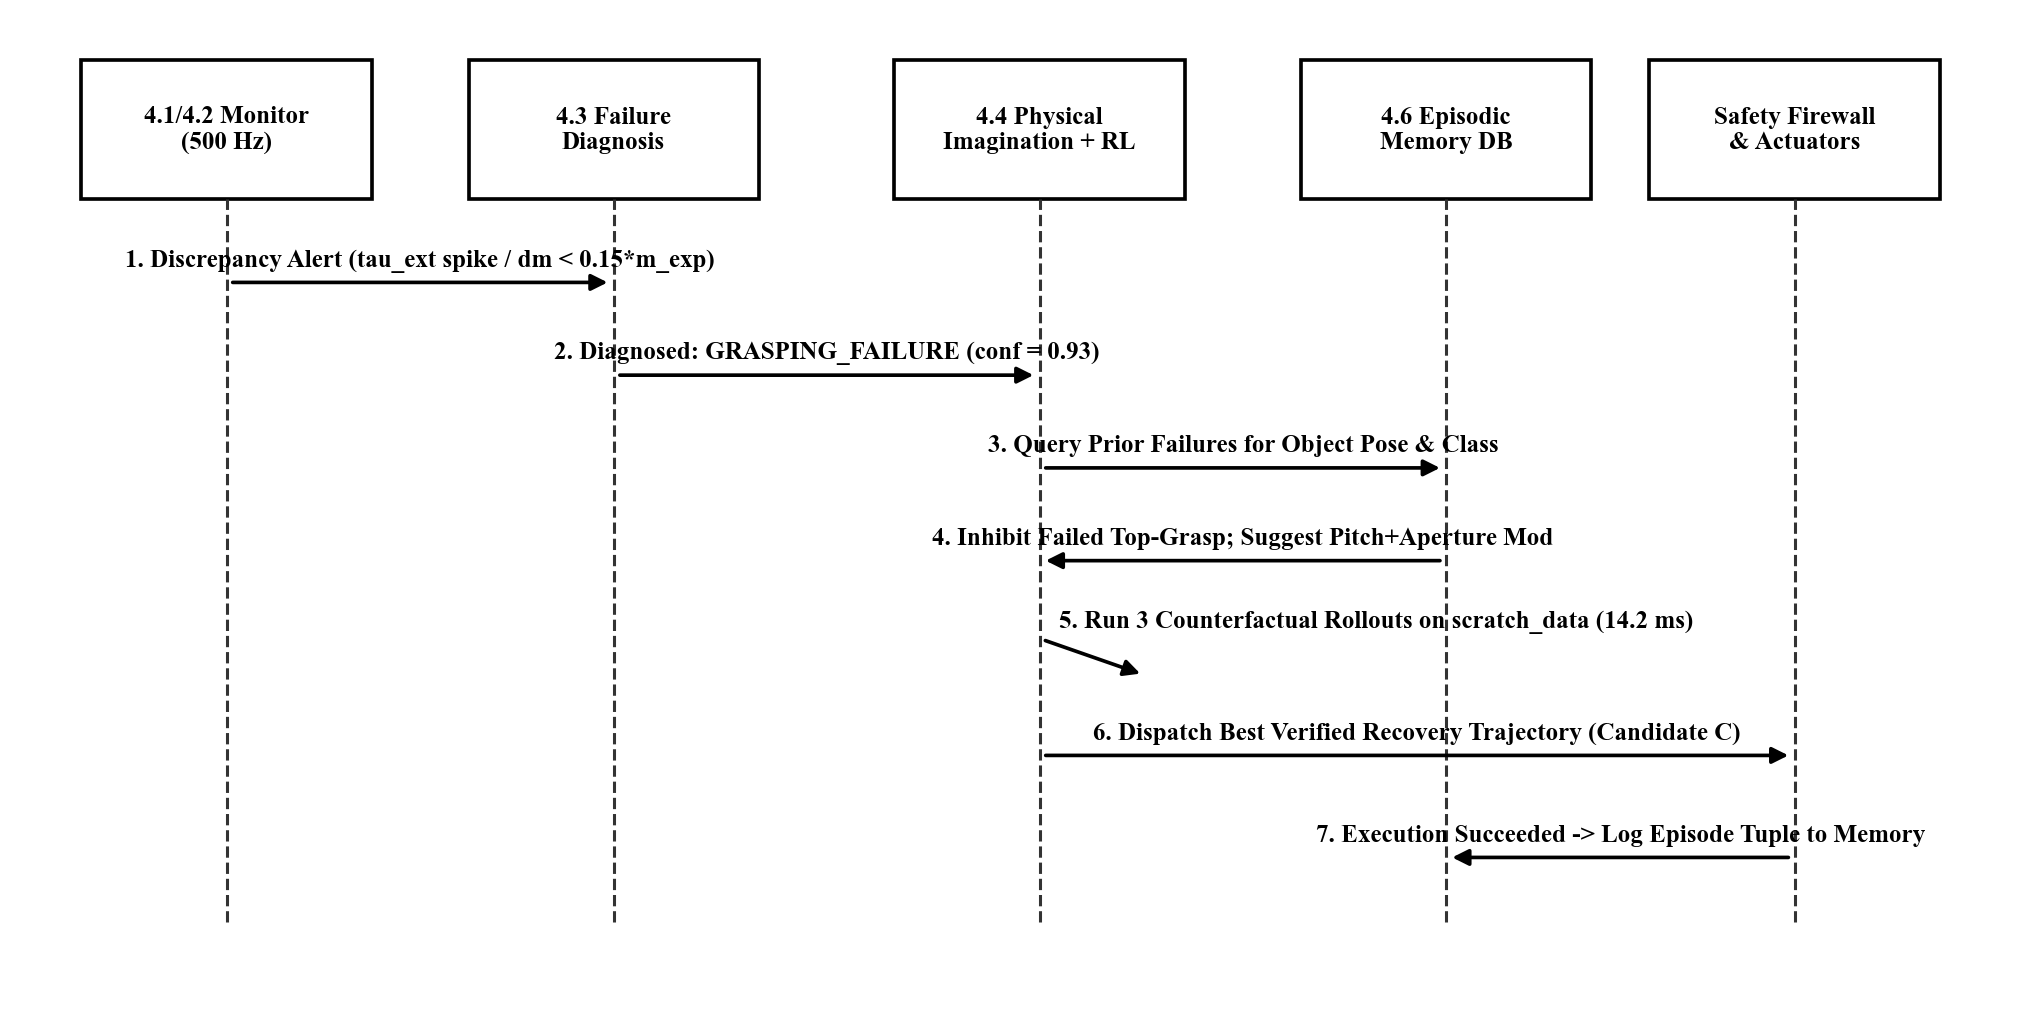 4.1/4.2 Monitor
(500 Hz)
4.3 Failure
Diagnosis
4.4 Physical
Imagination + RL
4.6 Episodic
Memory DB
Safety Firewall
& Actuators
1. Discrepancy Alert (tau_ext spike / dm < 0.15*m_exp)
2. Diagnosed: GRASPING_FAILURE (conf = 0.93)
3. Query Prior Failures for Object Pose & Class
4. Inhibit Failed Top-Grasp; Suggest Pitch+Aperture Mod
5. Run 3 Counterfactual Rollouts on scratch_data (14.2 ms)
6. Dispatch Best Verified Recovery Trajectory (Candidate C)
7. Execution Succeeded -> Log Episode Tuple to Memory